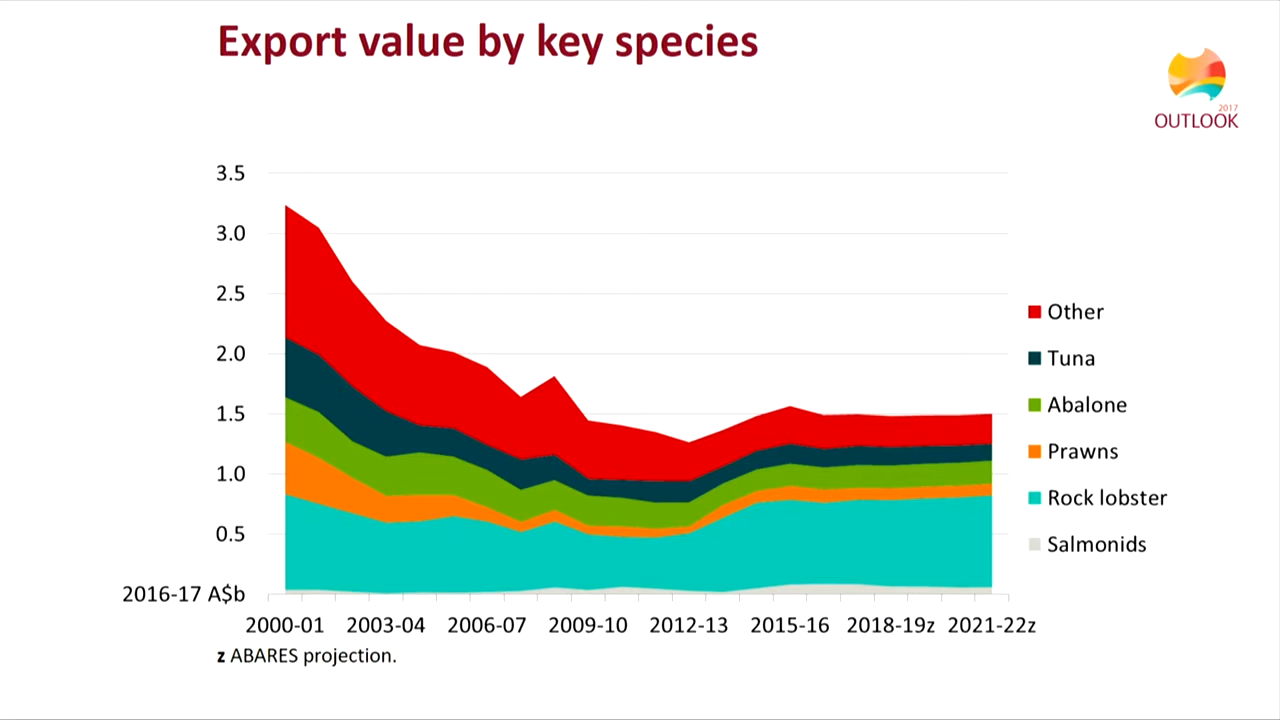 Export value by key species
2017
OUTLOOK
3.5
3.0
2.5
2.0
1.5
1.0
0.5
2016-17 A$b
2000-01 2003-04 2006-07 2009-10 2012-13 2015-16 2018-19z 2021-22z
Other
Tuna
Abalone
Prawns
Rock lobster
Salmonids
z ABARES projection.